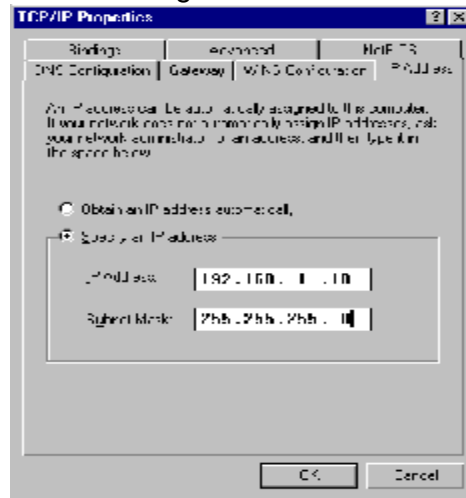 TCP/IP Properties
Bindings Advanced NetBIOS
DNS Configuration Gateway WINS Configuration IP Address
An IP address can be automatically assigned to this computer.
If your network does not automatically assign IP addresses, ask
your network administrator for an address, and then type it in
the space below.
Obtain an IP address automatically
Specify an IP address
IP Address:
192.168. .10
Subnet Mask:
255.255.255.0
OK Cancel